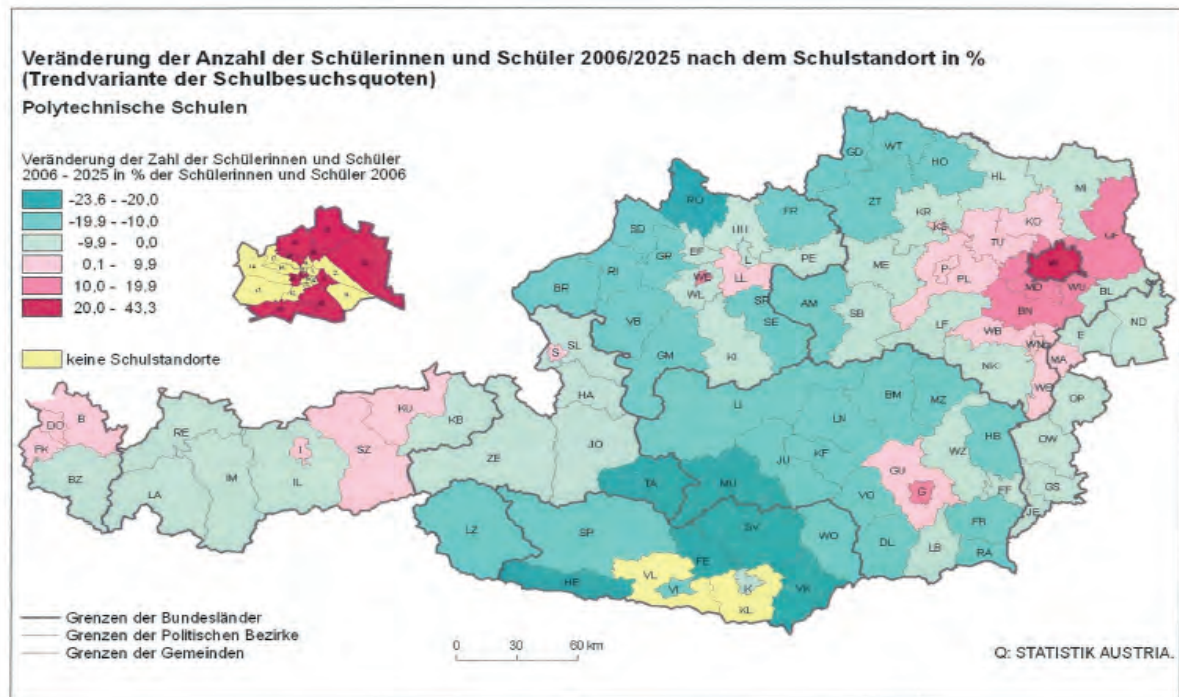 Veränderung der Anzahl der Schülerinnen und Schüler 2006/2025 nach dem Schulstandort in %
(Trendvariante der Schulbesuchsquoten)
Polytechnische Schulen
Veränderung der Zahl der Schülerinnen und Schüler
2006 - 2025 in % der Schülerinnen und Schüler 2006
-23,6 - -20,0
-19,9 - -10,0
-9,9 - 0,0
0,1 - 9,9
10,0 - 19,9
20,0 - 43,3
keine Schulstandorte
GD WT HO HL MI
RO FR ZT KR KS KO
SD UU TU
GR EF L PE ME P PL MD WU
BR RI WE LL BN BL
WL SR AM SB LF E ND
VB SE WB WN
GM KI NK MA
S SL WB
HA LI LN BM MZ OP
DO B KU KB HB OW
FK RE I SZ JO WZ
BZ IM IL ZE JU KF GU FF GS
LA TA MU VO G JE
LZ SP SV WO DL LB FR
RA
HE VL VI FE K KL VK
Grenzen der Bundesländer
Grenzen der Politischen Bezirke
Grenzen der Gemeinden
0 30 60 km
Q: STATISTIK AUSTRIA.